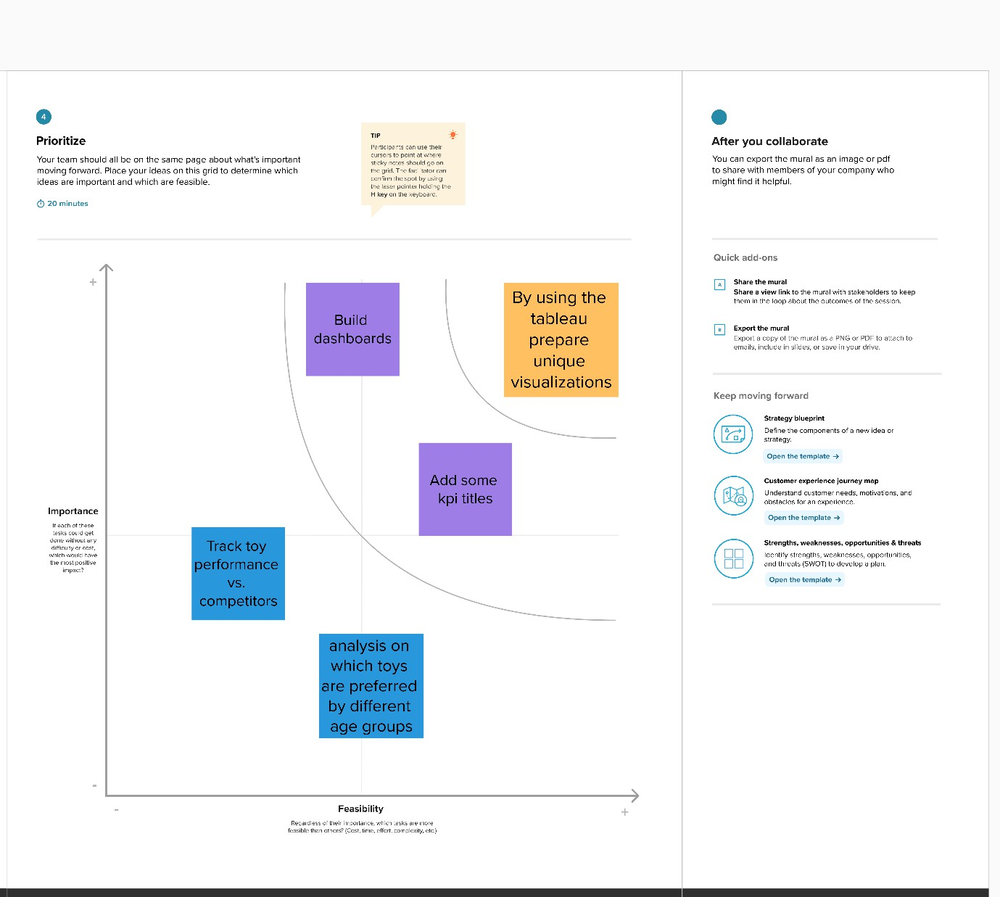 4
Prioritize
Your team should all be on the same page about what's important
moving forward. Place your ideas on this grid to determine which
ideas are important and which are feasible.
20 minutes
TIP
Participants can use their
cursors to point at where
sticky notes should go on
the grid. The facilitator can
confirm the spot by using
the laser pointer holding the
H key on the keyboard.
+
Build
dashboards
By using the
tableau
prepare
unique
visualizations
Add some
kpi titles
Importance
If each of these
tasks could get
done without any
difficulty or cost,
which would have
the most positive
impact?
Track toy
performance
vs.
competitors
analysis on
which toys
are preferred
by different
age groups
-
-
Feasibility
+
Regardless of their importance, which tasks are more
feasible than others? (Cost, time, effort, complexity, etc.)
After you collaborate
You can export the mural as an image or pdf
to share with members of your company who
might find it helpful.
Quick add-ons
A
Share the mural
Share a view link to the mural with stakeholders to keep
them in the loop about the outcomes of the session.
B
Export the mural
Export a copy of the mural as a PNG or PDF to attach to
emails, include in slides, or save in your drive.
Keep moving forward
Strategy blueprint
Define the components of a new idea or
strategy.
Open the template →
Customer experience journey map
Understand customer needs, motivations, and
obstacles for an experience.
Open the template →
Strengths, weaknesses, opportunities & threats
Identify strengths, weaknesses, opportunities,
and threats (SWOT) to develop a plan.
Open the template →